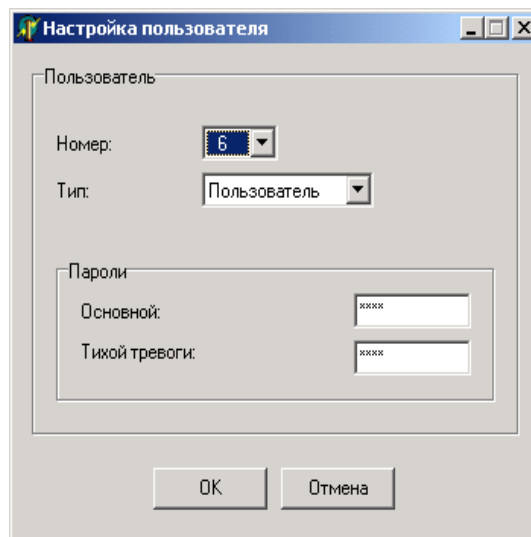 Настройка пользователя
Пользователь
Номер: 6
Тип: Пользователь
Пароли
Основной: ****
Тихой тревоги: ****
OK Отмена